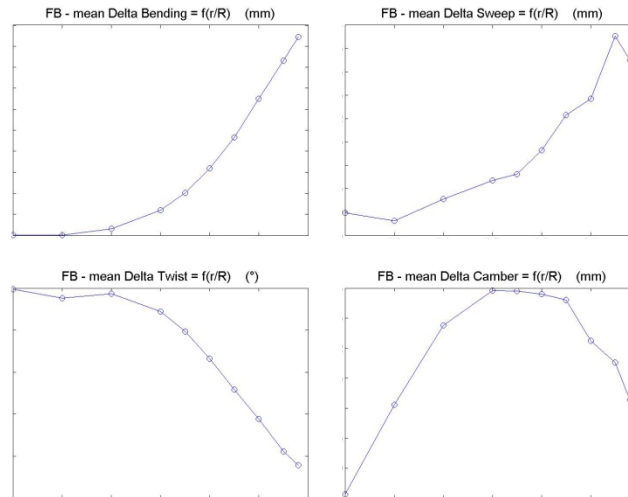 FB - mean Delta Bending = f(r/R) (mm)
FB - mean Delta Sweep = f(r/R) (mm)
FB - mean Delta Twist = f(r/R) (°)
FB - mean Delta Camber = f(r/R) (mm)